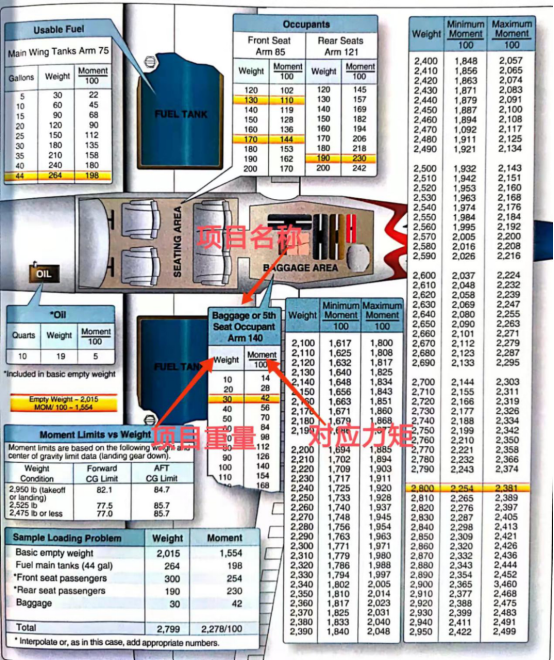 Usable Fuel
Main Wing Tanks Arm 75
Gallons Weight Moment
100
5 30 22
10 60 45
15 90 68
20 120 90
25 150 112
30 180 135
35 210 158
40 240 180
44 264 198
FUEL TANK
Occupants
Front Seat Rear Seats
Arm 85 Arm 121
Weight Moment Weight Moment
100 100
120 102 120 145
130 110 130 157
140 119 140 169
150 128 150 182
160 136 160 194
170 144 170 206
180 153 180 218
190 162 190 230
200 170 200 242
Weight Minimum Maximum
Moment Moment
100 100
2,400 1,848 2,057
2,410 1,856 2,065
2,420 1,863 2,074
2,430 1,871 2,083
2,440 1,879 2,091
2,450 1,887 2,100
2,460 1,894 2,108
2,470 1,092 2,117
2,480 1,911 2,125
2,490 1,921 2,134
2,500 1,932 2,143
2,510 1,942 2,151
2,520 1,953 2,160
2,530 1,963 2,168
2,540 1,974 2,176
2,550 1,984 2,184
2,560 1,995 2,192
2,570 2,005 2,200
2,580 2,016 2,208
2,590 2,026 2,216
2,600 2,037 2,224
2,610 2,048 2,232
2,620 2,058 2,239
2,630 2,069 2,247
2,640 2,080 2,255
2,650 2,090 2,263
2,660 2,101 2,271
2,670 2,112 2,279
2,680 2,123 2,287
2,690 2,133 2,295
2,700 2,144 2,303
2,710 2,155 2,311
2,720 2,166 2,319
2,730 2,177 2,326
2,740 2,188 2,334
2,750 2,199 2,342
2,760 2,210 2,350
2,770 2,221 2,358
2,780 2,232 2,366
2,790 2,243 2,374
2,800 2,254 2,381
2,810 2,265 2,389
2,820 2,276 2,397
2,830 2,287 2,405
2,840 2,298 2,413
2,850 2,309 2,421
2,860 2,320 2,426
2,870 2,332 2,436
2,880 2,343 2,444
2,890 2,354 2,452
2,900 2,365 2,460
2,910 2,377 2,468
2,920 2,388 2,475
2,930 2,399 2,483
2,940 2,411 2,491
2,950 2,422 2,499
SEATING AREA
项目名称
BAGGAGE AREA
OIL
*Oil
Quarts Weight Moment
100
10 19 5
*Included in basic empty weight
Empty Weight - 2,015
MOM/ 100 - 1,554
FUEL TANK
Baggage or 5th
Seat Occupant
Arm 140
Weight Moment
100
10 14
20 28
30 42
40 56
50 70
84
98
112
90 126
100 140
110 154
168
项目重量
对应力矩
Weight Minimum Maximum
Moment Moment
100 100
2,100 1,617 1,800
2,110 1,625 1,808
2,120 1,632 1,817
2,130 1,640 1,825
2,140 1,648 1,834
2,150 1,656 1,843
2,160 1,663 1,851
2,170 1,671 1,860
2,180 1,679 1,868
2,200 1,694 1,885
2,210 1,702 1,894
2,220 1,709 1,903
2,230 1,717 1,911
2,240 1,725 1,920
2,250 1,733 1,928
2,260 1,740 1,937
2,270 1,748 1,945
2,280 1,756 1,954
2,290 1,763 1,963
2,300 1,771 1,971
2,310 1,779 1,980
2,320 1,786 1,988
2,330 1,794 1,997
2,340 1,802 2,005
2,350 1,810 2,014
2,360 1,817 2,023
2,370 1,825 2,031
2,380 1,833 2,040
2,390 1,840 2,048
Moment Limits vs Weight
Moment limits are based on the following weight and
center of gravity limit data (landing gear down).
Weight Forward AFT
Condition CG Limit CG Limit
2,950 lb (takeoff 82.1 84.7
or landing)
2,525 lb 77.5 85.7
2,475 lb or less 77.0 85.7
Sample Loading Problem Weight Moment
Basic empty weight 2,015 1,554
Fuel main tanks (44 gal) 264 198
*Front seat passengers 300 254
*Rear seat passengers 190 230
Baggage 30 42
Total 2,799 2,278/100
* Interpolate or, as in this case, add appropriate numbers.